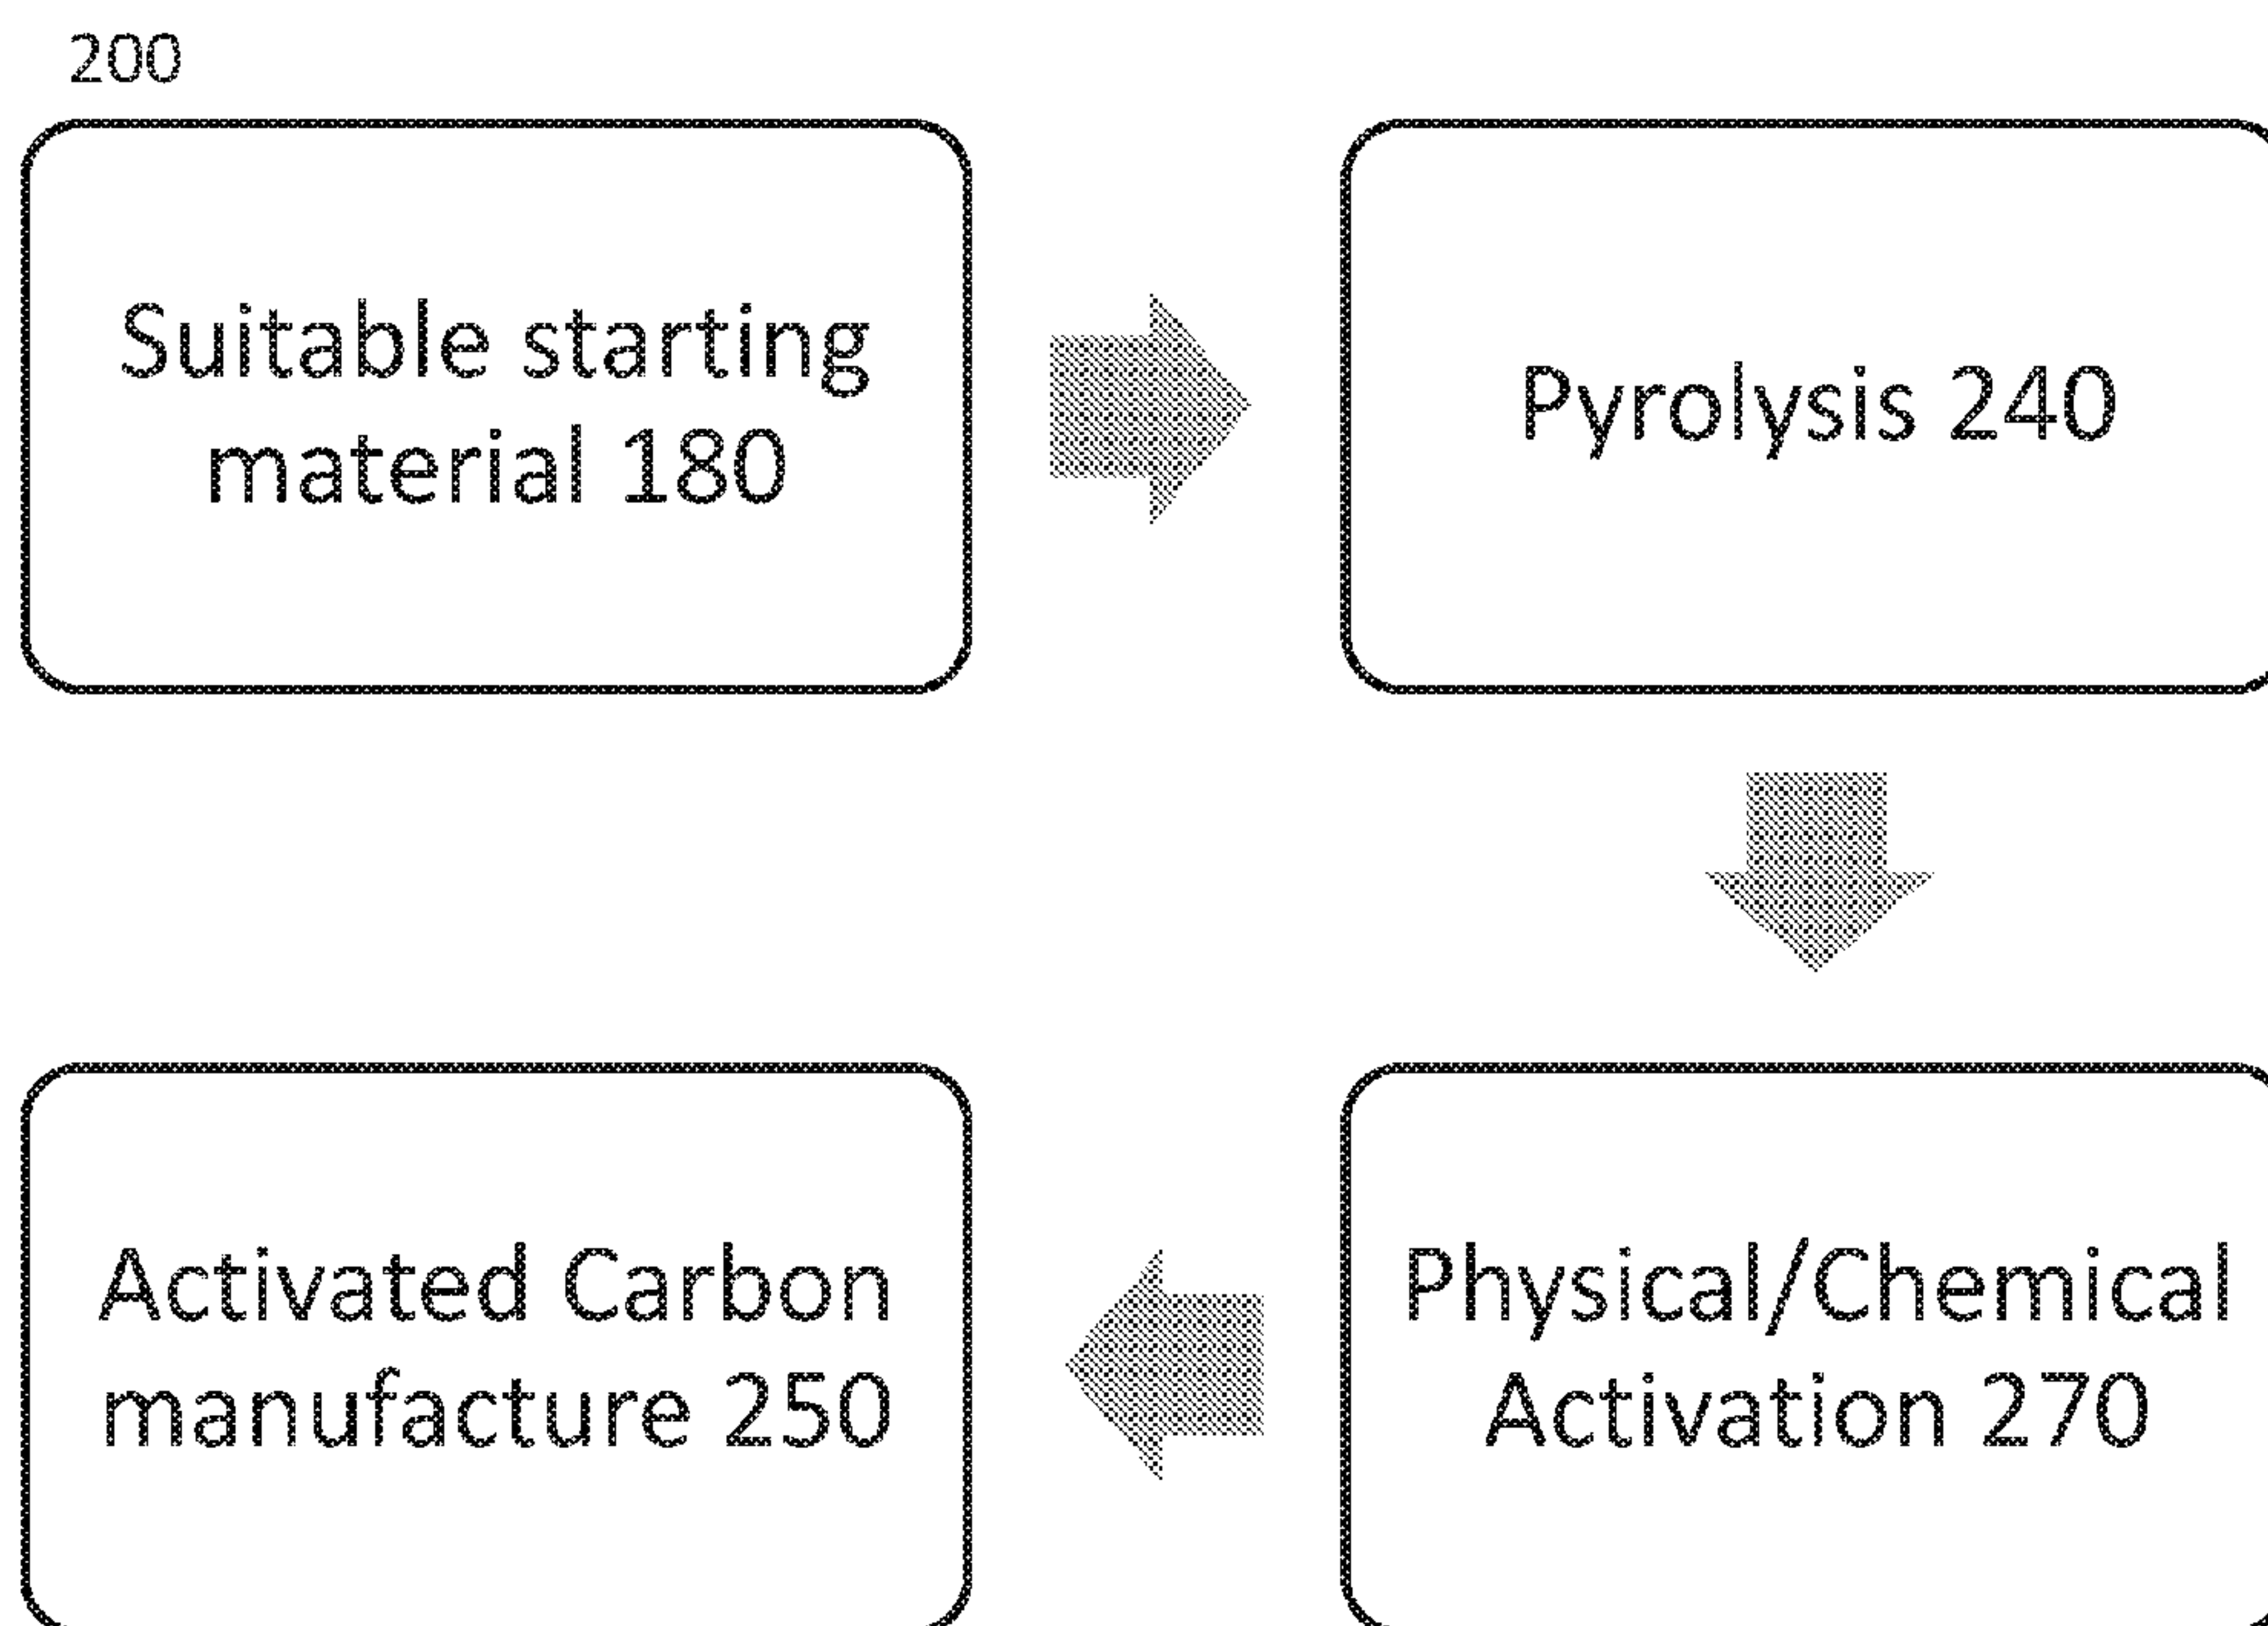 200
Suitable starting
material 180
Pyrolysis 240
Physical/Chemical
Activation 270
Activated Carbon
manufacture 250